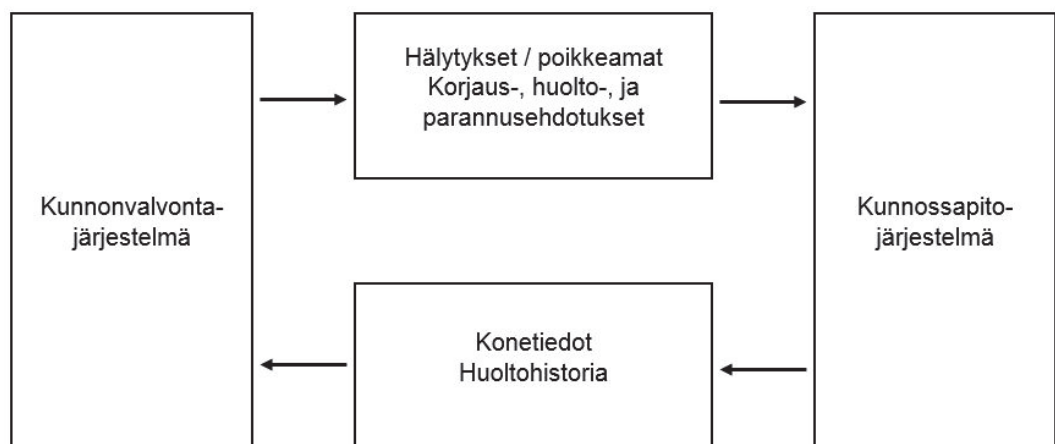 Kunnonvalvonta-
järjestelmä
Hälytykset / poikkeamat
Korjaus-, huolto-, ja
parannusehdotukset
Kunnossapito-
järjestelmä
Konetiedot
Huoltohistoria